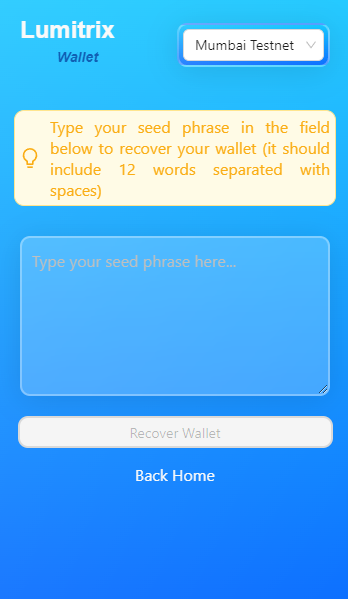 Lumitrix
Wallet
Mumbai Testnet
Type your seed phrase in the field
below to recover your wallet (it should
include 12 words separated with
spaces)
Type your seed phrase here...
Recover Wallet
Back Home